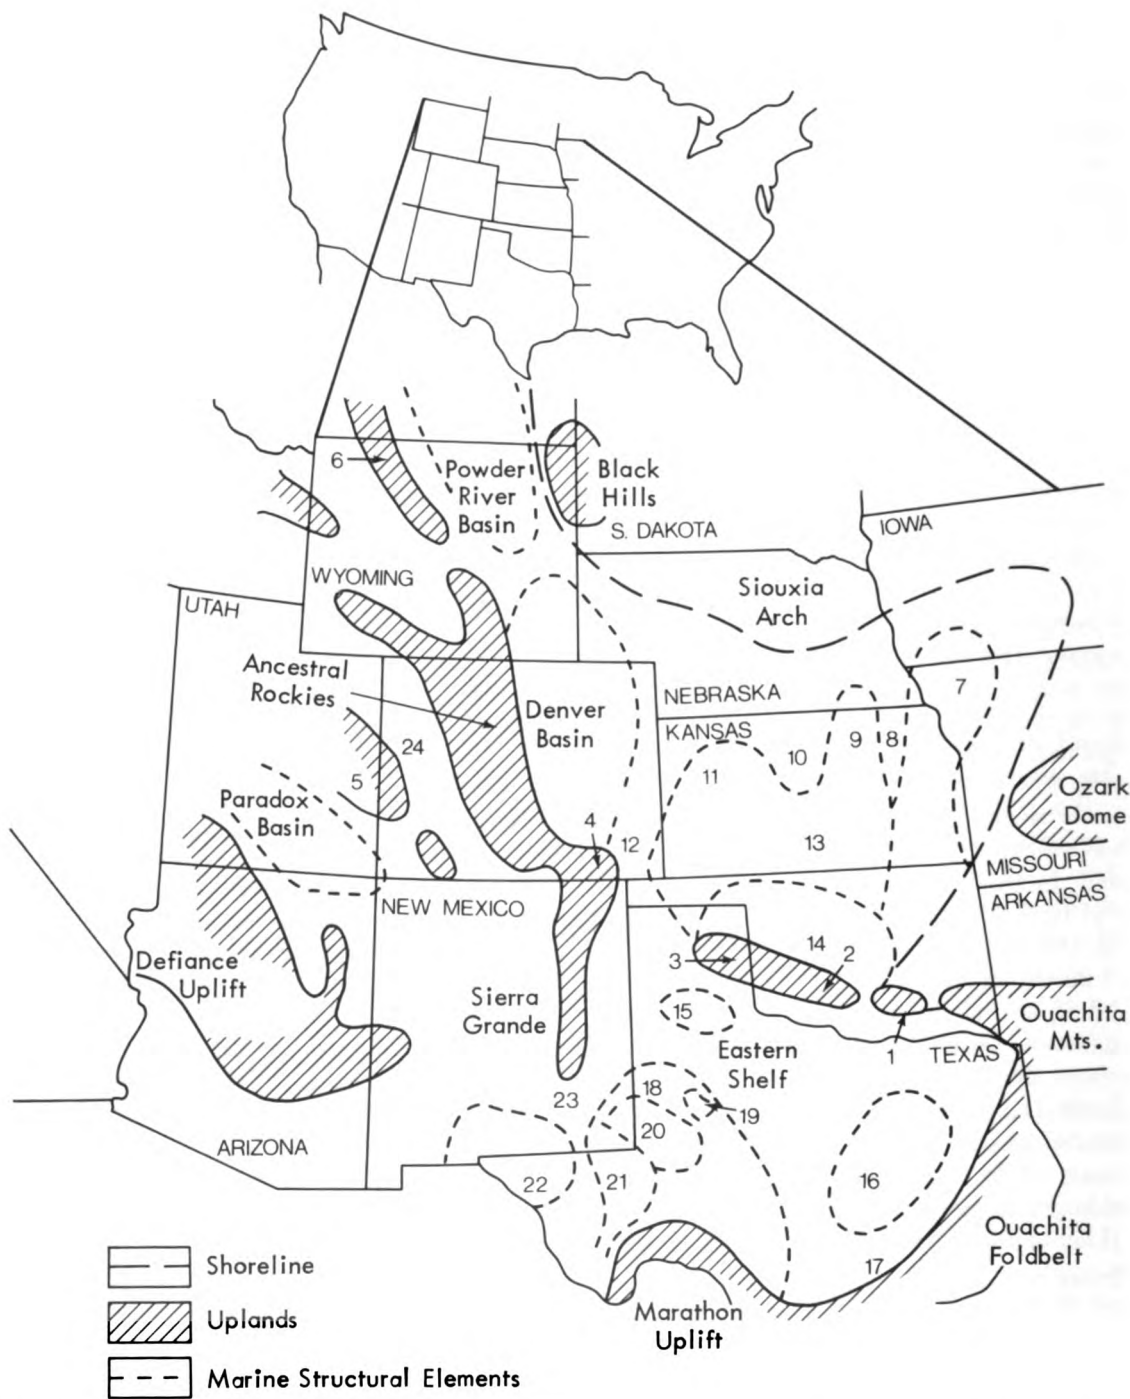 6
Powder
River
Basin
Black
Hills
S. DAKOTA
IOWA
WYOMING
UTAH
Siouxia
Arch
Ancestral
Rockies
NEBRASKA
7
KANSAS
Denver
Basin
24
5
Paradox
Basin
11
10
9
8
4
12
13
Ozark
Dome
MISSOURI
ARKANSAS
NEW MEXICO
Defiance
Uplift
3
14
2
Sierra
Grande
15
Eastern
Shelf
1
TEXAS
Ouachita
Mts.
23
18
19
20
ARIZONA
22
21
16
17
Ouachita
Foldbelt
Marathon
Uplift
Shoreline
Uplands
Marine Structural Elements